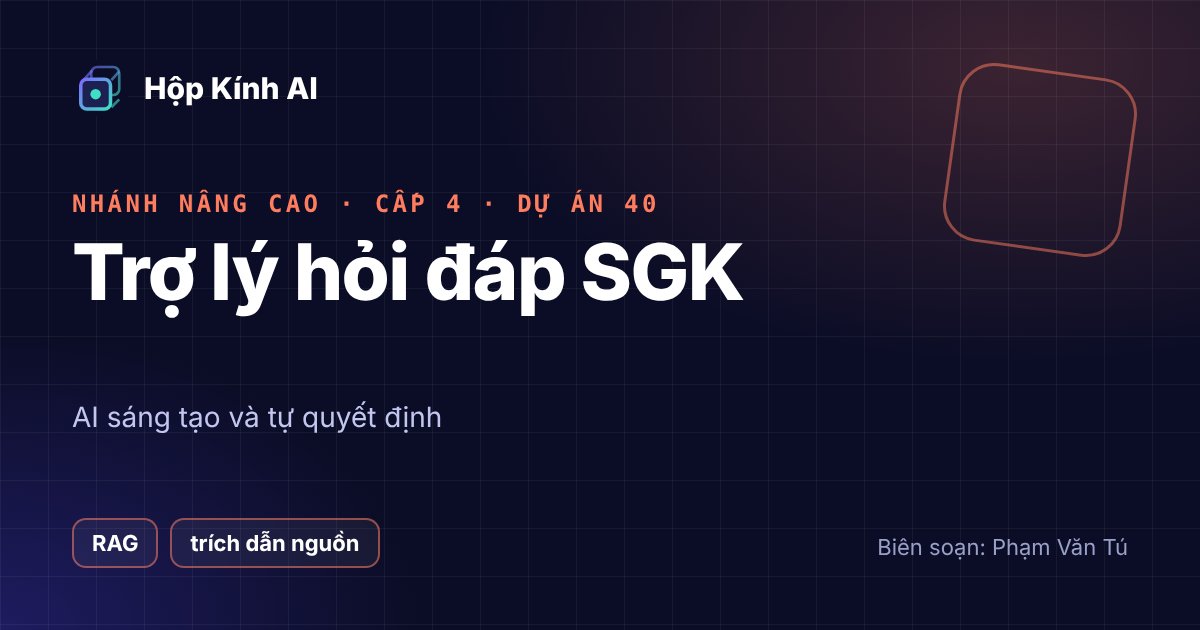 Hộp Kính AI
NHÁNH NÂNG CAO · CẤP 4 · DỰ ÁN 40
Trợ lý hỏi đáp SGK
AI sáng tạo và tự quyết định
RAG
trích dẫn nguồn
Biên soạn: Phạm Văn Tú